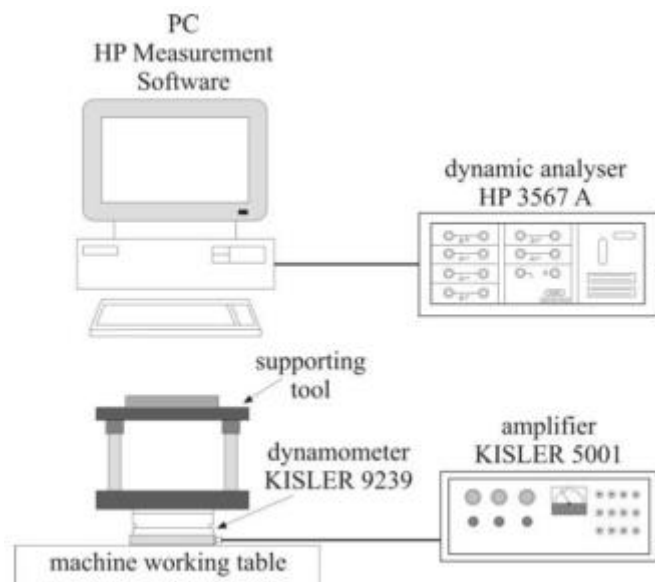 PC
HP Measurement
Software
dynamic analyser
HP 3567 A
supporting
tool
dynamometer
KISLER 9239
amplifier
KISLER 5001
machine working table